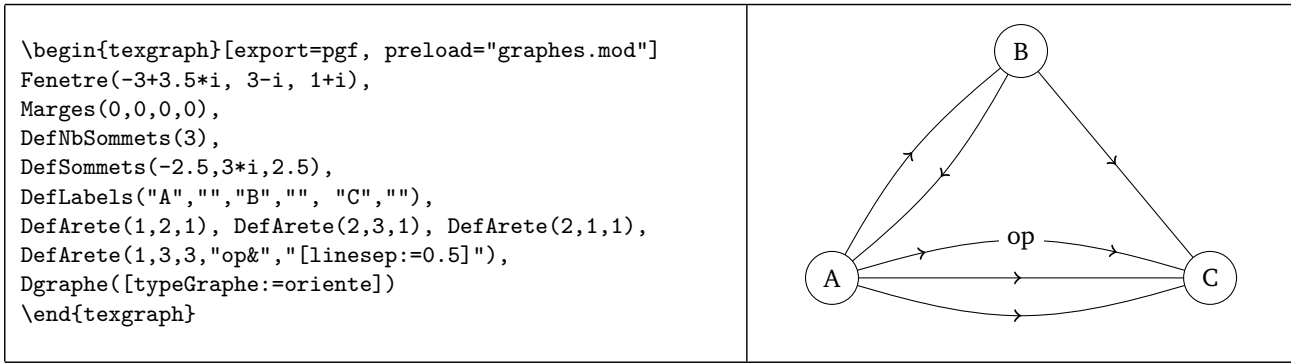 \begin{texgraph}[export=pgf, preload="graphes.mod"]
Fenetre(-3+3.5*i, 3-i, 1+i),
Marges(0,0,0,0),
DefNbSommets(3),
DefSommets(-2.5,3*i,2.5),
DefLabels("A","","B","", "C",""),
DefArete(1,2,1), DefArete(2,3,1), DefArete(2,1,1),
DefArete(1,3,3,"op&","[linesep:=0.5]"),
Dgraphe([typeGraphe:=oriente])
\end{texgraph}
B
op
A
C